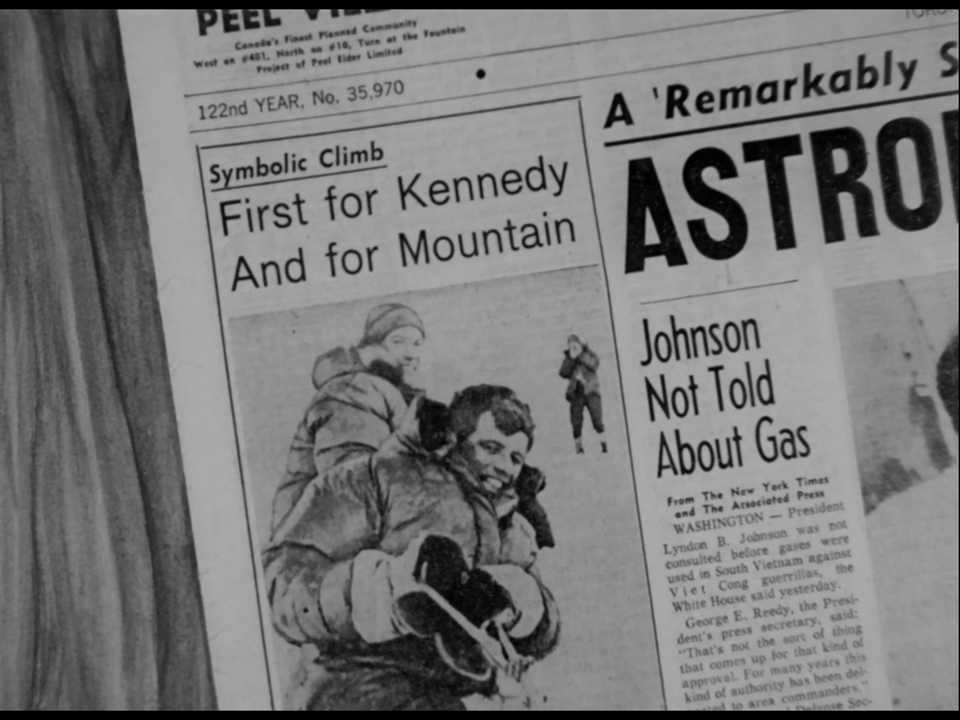 PEEL
Canada's Finest Planned Community
West on #401, North on #10, Turn at the Fountain
Project of Peel Elder Limited
122nd YEAR, No. 35,970
Symbolic Climb
First for Kennedy
And for Mountain
A 'Remarkably
Johnson
Not Told
About Gas
From The New York Times
and The Associated Press
WASHINGTON — President
Lyndon B. Johnson was not
consulted before gases were
used in South Vietnam against
Viet Cong guerrillas, the
White House said yesterday.
George E. Reedy, the Presi-
dent's press secretary, said:
"That's not the sort of thing
that comes up for that kind of
approval. For many years this
kind of authority has been del-
to area commanders."
Defense Sec-